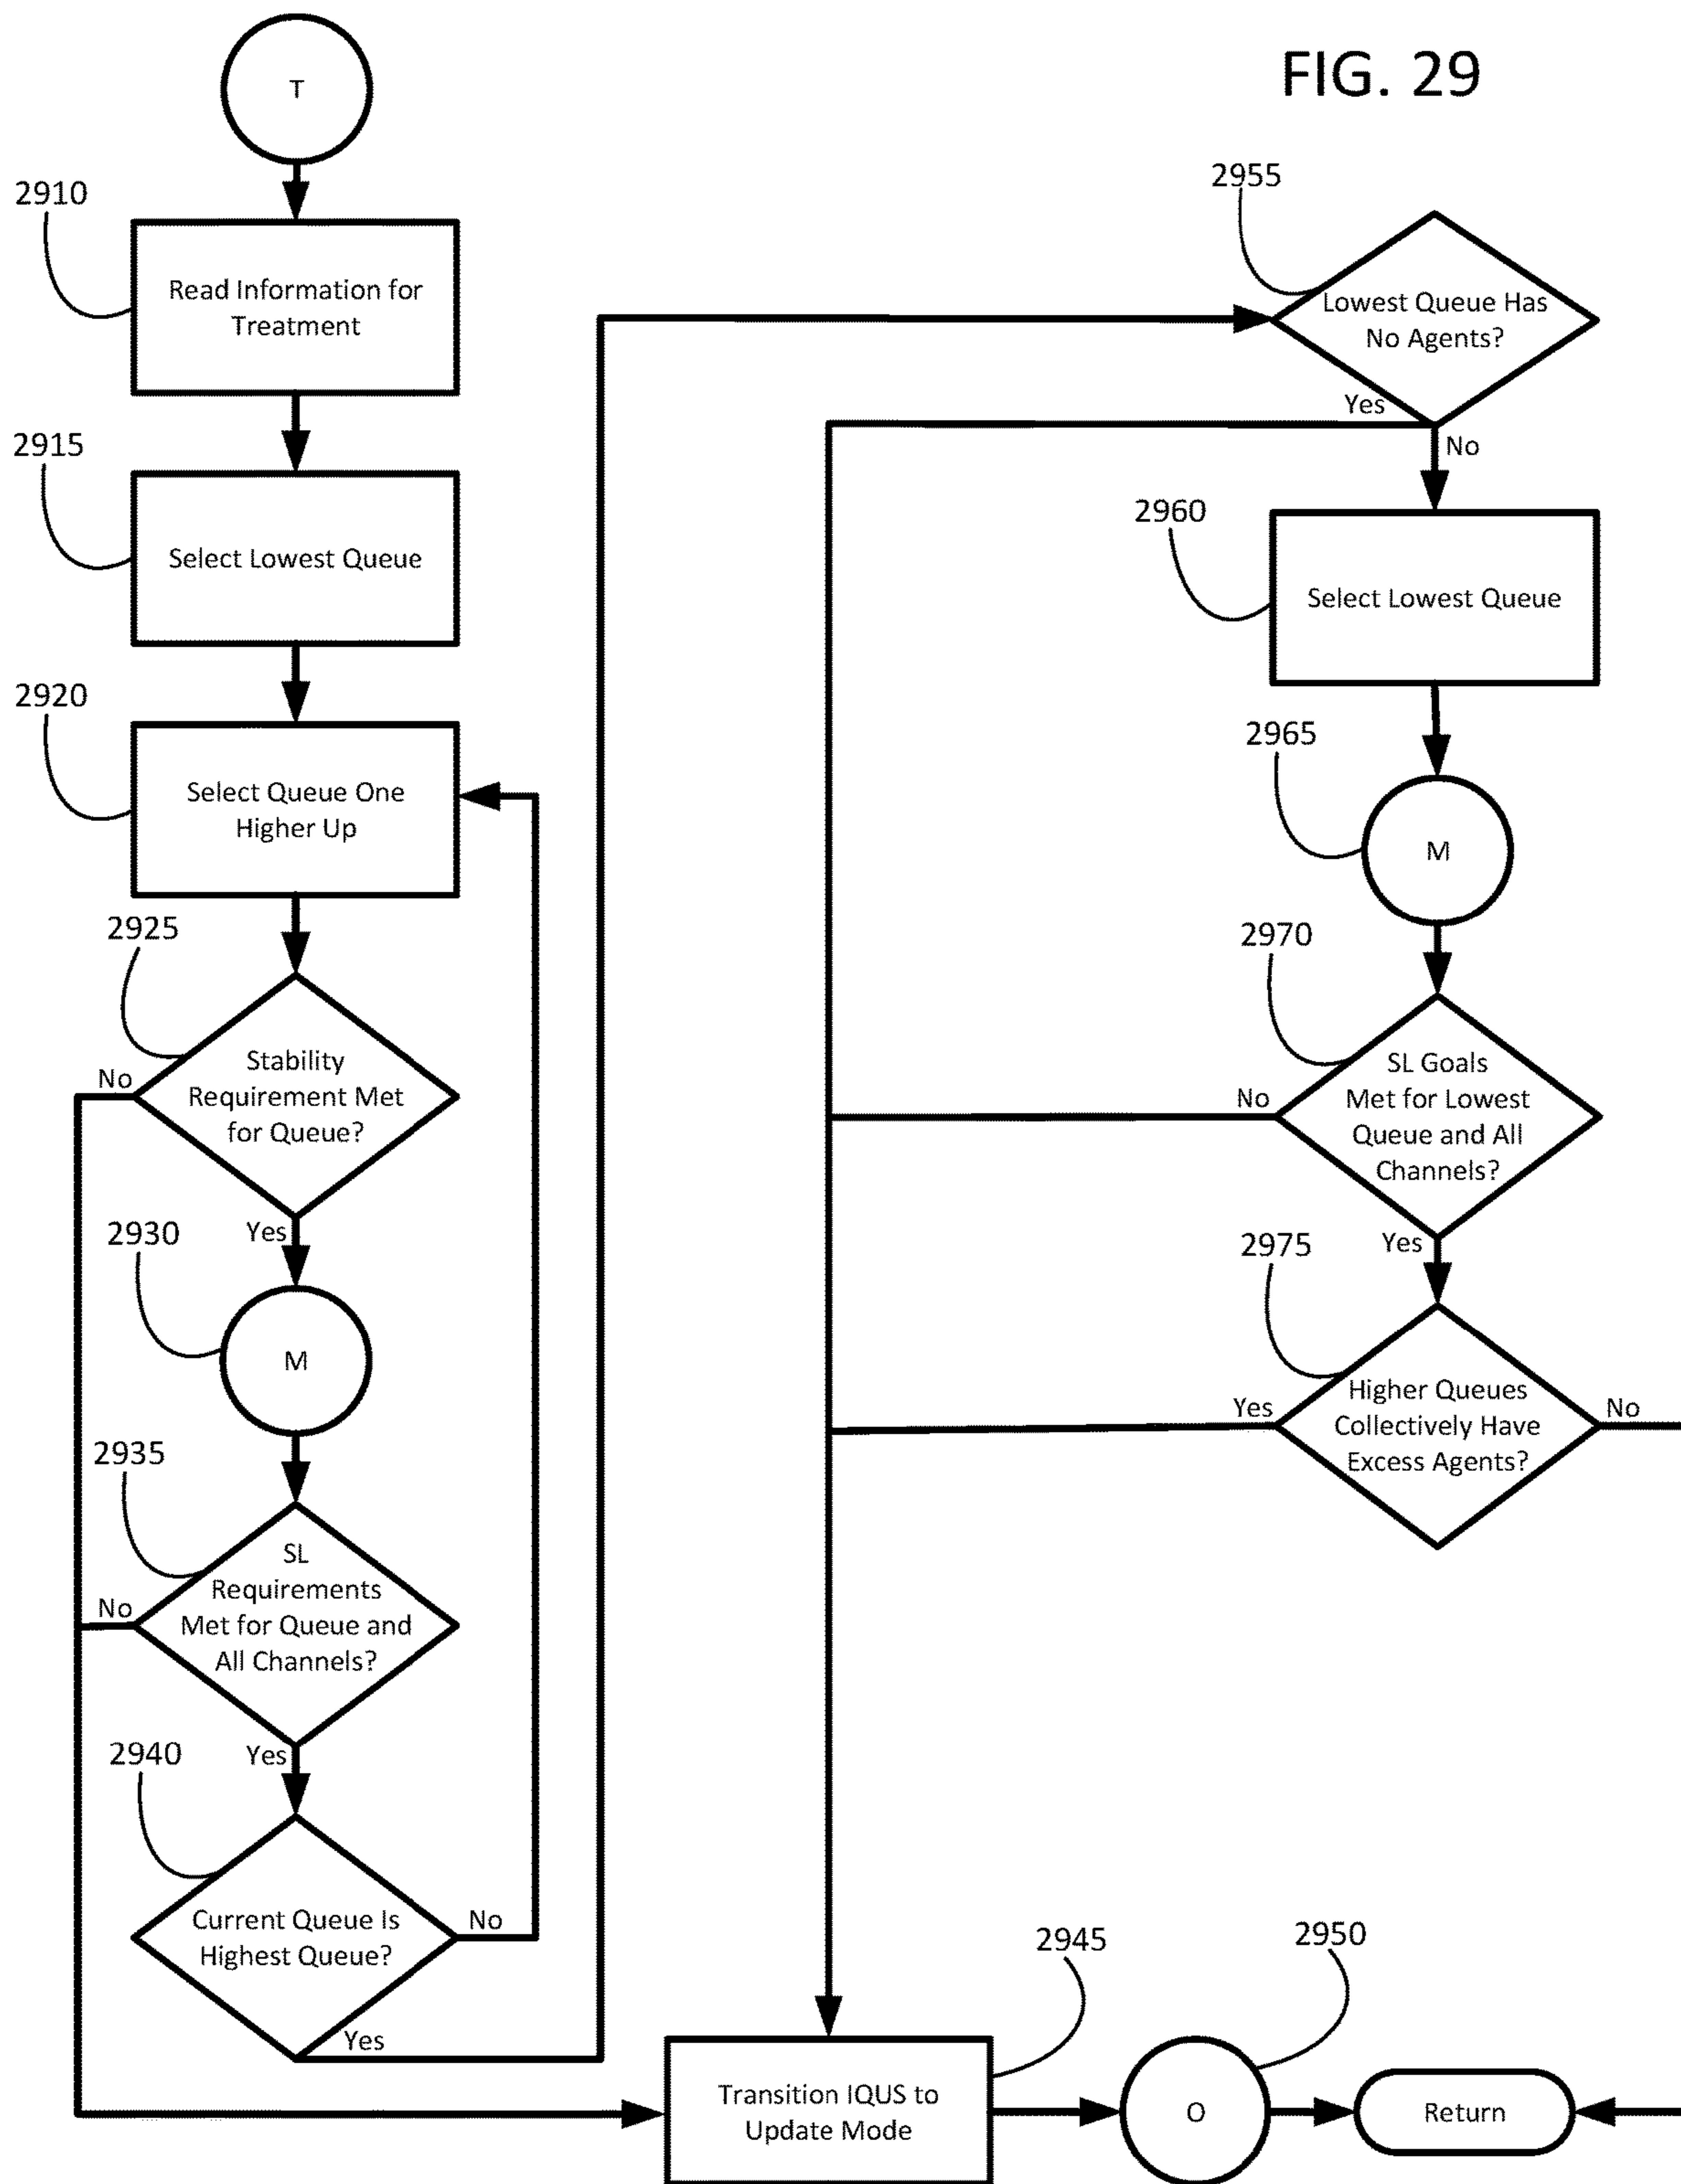 FIG. 29
T
2910
Read Information for
Treatment
2915
Select Lowest Queue
2920
Select Queue One
Higher Up
2925
Stability
Requirement Met
for Queue?
No
Yes
2930
M
2935
SL
Requirements
Met for Queue and
All Channels?
No
Yes
2940
Current Queue Is
Highest Queue?
No
Yes
2955
Lowest Queue Has
No Agents?
Yes
No
2960
Select Lowest Queue
2965
M
2970
SL Goals
Met for Lowest
Queue and All
Channels?
No
Yes
2975
Higher Queues
Collectively Have
Excess Agents?
Yes
No
2945
Transition IQUS to
Update Mode
2950
O
Return